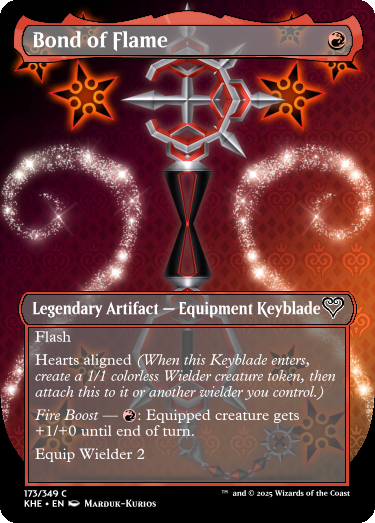 Bond of Flame
Legendary Artifact — Equipment Keyblade
Flash
Hearts aligned (When this Keyblade enters,
create a 1/1 colorless Wielder creature token, then
attach this to it or another wielder you control.)
Fire Boost — : Equipped creature gets
+1/+0 until end of turn.
Equip Wielder 2
173/349 C
™ and © 2025 Wizards of the Coast
KHE • EN Marduk-Kurios